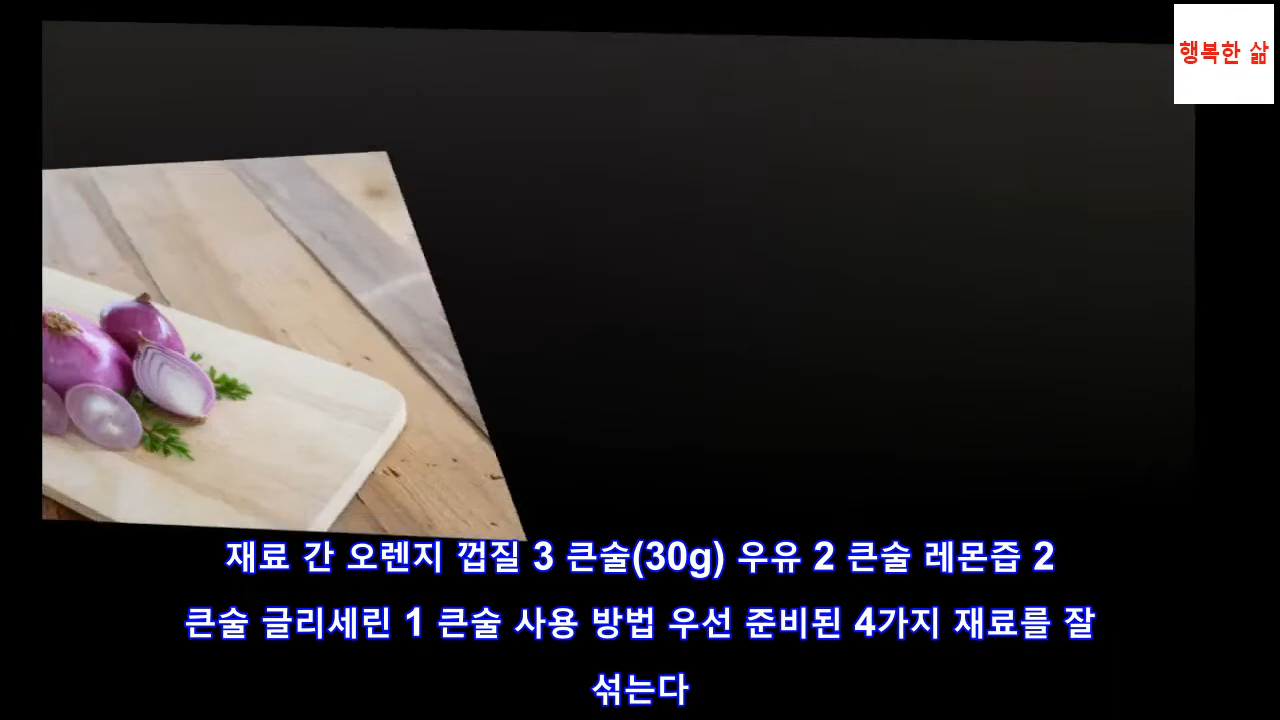 행복한 삶
재료 간 오렌지 껍질 3 큰술(30g) 우유 2 큰술 레몬즙 2
큰술 글리세린 1 큰술 사용 방법 우선 준비된 4가지 재료를 잘
섞는다